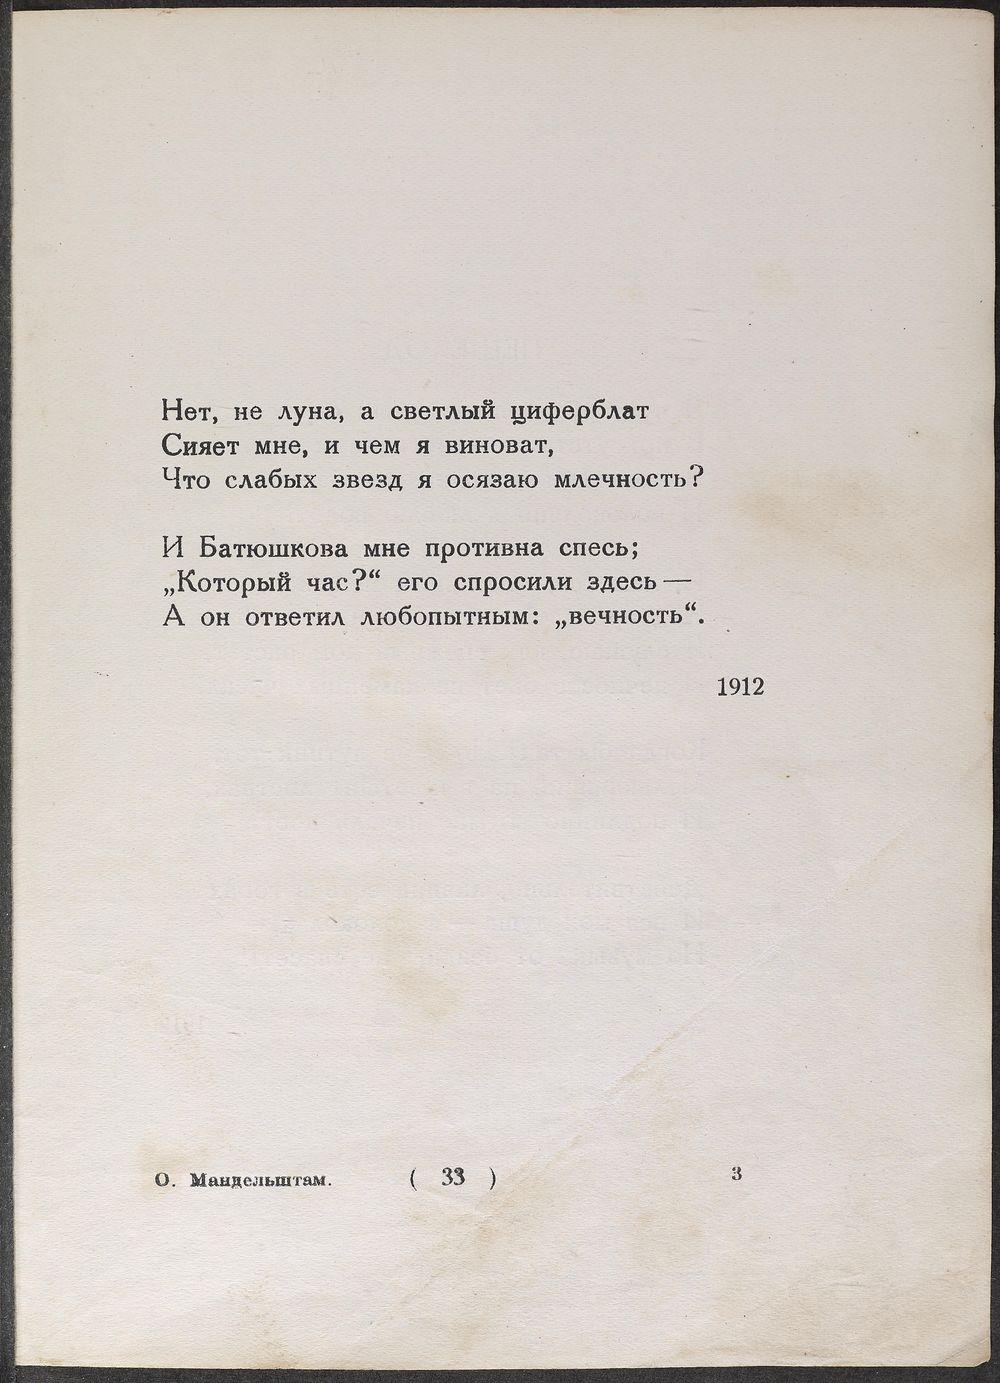 Нет, не луна, а светлый циферблат
Сияет мне, и чем я виноват,
Что слабых звезд я осязаю млечность?
И Батюшкова мне противна спесь;
„Который час?“ его спросили здесь —
А он ответил любопытным: „вечность“.
1912
О. Мандельштам. ( 33 ) 3